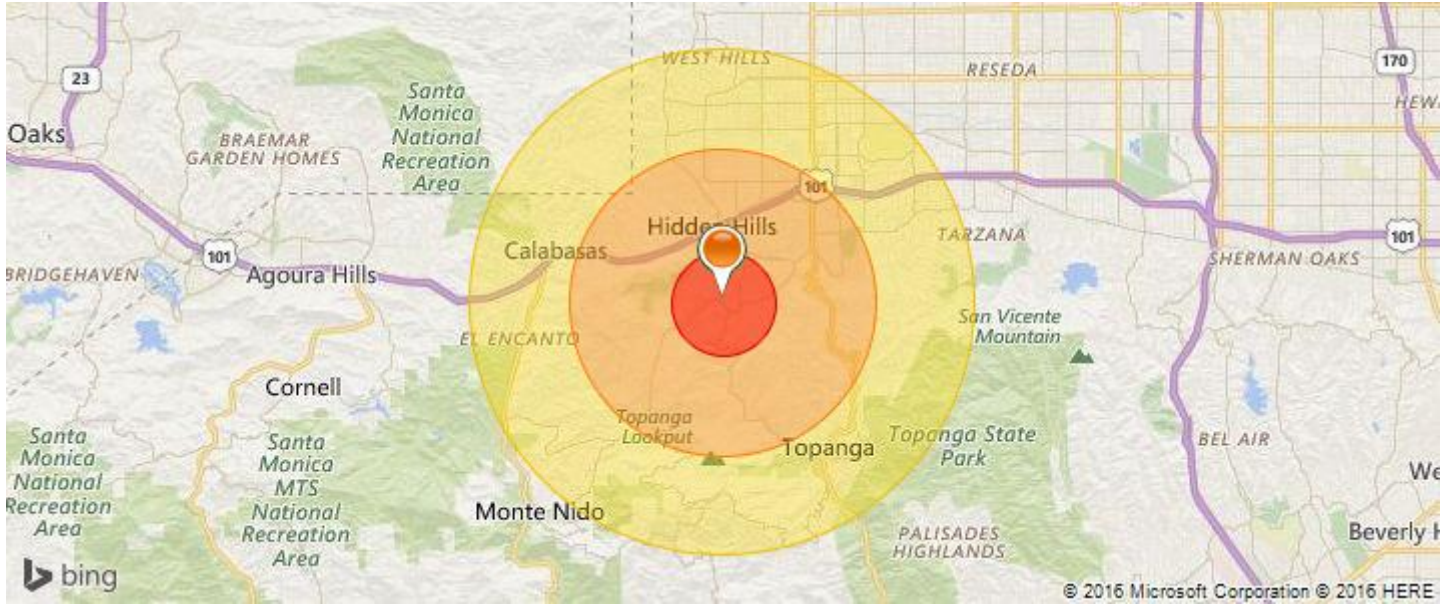 WEST HILLS
RESEDA
170
23
HEW
Santa
Monica
National
Recreation
Area
Oaks
BRAEMAR
GARDEN HOMES
101
Hidden Hills
TARZANA
101
Calabasas
101
SHERMAN OAKS
BRIDGEHAVEN
Agoura Hills
San Vicente
Mountain
EL ENCANTO
Cornell
Topanga
Lookout
Topanga
Topanga State
Park
BEL AIR
Santa
Monica
National
Recreation
Area
Santa
Monica
MTS
National
Recreation
Area
We
Monte Nido
PALISADES
HIGHLANDS
Beverly H
bing
© 2016 Microsoft Corporation © 2016 HERE